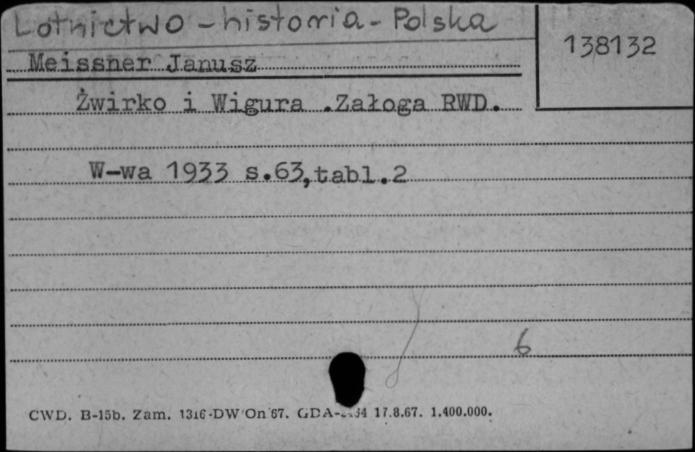 Lotnictwo - historia - Polska
138132
Meissner Janusz
Żwirko i Wigura .Załoga RWD.
W-wa 1933 s.63,tabl.2
6
CWD. B-15b. Zam. 1316-DW/On/67. 17.8.67. 1.400.000.